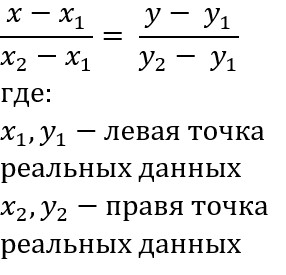 x − x₁ / x₂ − x₁ = y − y₁ / y₂ − y₁
где:
x₁, y₁ − левая точка
реальных данных
x₂, y₂ − правя точка
реальных данных